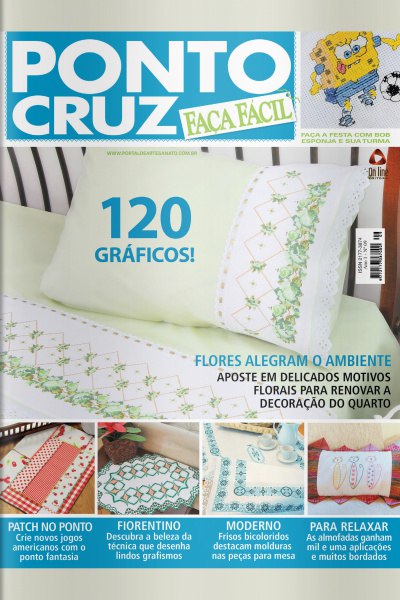 PONTO
CRUZ
FAÇA FÁCIL
FAÇA A FESTA COM BOB
ESPONJA E SUA TURMA
WWW.PORTALDEARTESANATO.COM.BR
On line
EDITORA
120
GRÁFICOS!
FLORES ALEGRAM O AMBIENTE
APOSTE EM DELICADOS MOTIVOS
FLORAIS PARA RENOVAR A
DECORAÇÃO DO QUARTO
PATCH NO PONTO
Crie novos jogos
americanos com o
ponto fantasia
FIORENTINO
Descubra a beleza da
técnica que desenha
lindos grafismos
MODERNO
Frisos bicoloridos
destacam molduras
nas peças para mesa
PARA RELAXAR
As almofadas ganham
mil e uma aplicações
e muitos bordados